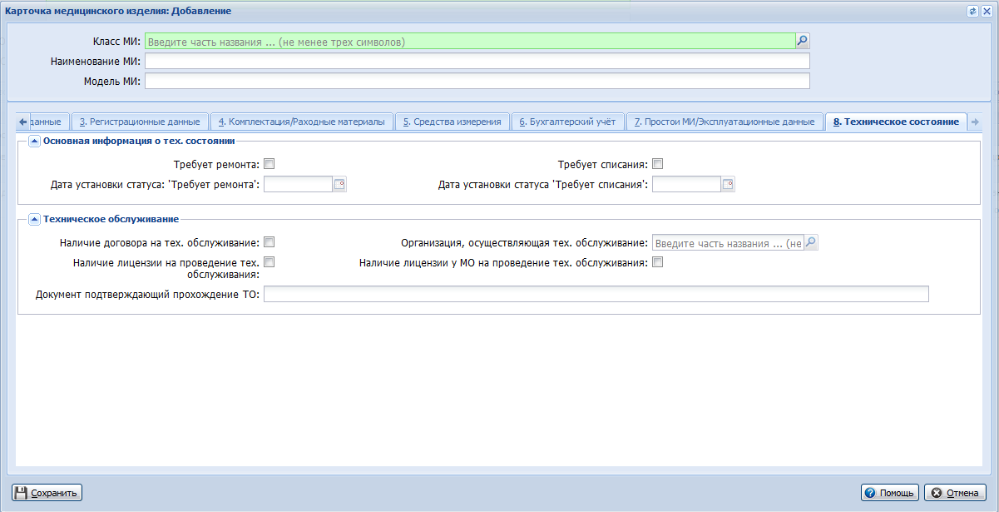 Карточка медицинского изделия: Добавление
Класс МИ: Введите часть названия ... (не менее трех символов)
Наименование МИ:
Модель МИ:
данные 3. Регистрационные данные 4. Комплектация/Раходные материалы 5. Средства измерения 6. Бухгалтерский учёт 7. Простои МИ/Эксплуатационные данные 8. Техническое состояние
Основная информация о тех. состоянии
Требует ремонта: Требует списания:
Дата установки статуса: 'Требует ремонта': Дата установки статуса 'Требует списания':
Техническое обслуживание
Наличие договора на тех. обслуживание: Организация, осуществляющая тех. обслуживание: Введите часть названия ... (не
Наличие лицензии на проведение тех. Наличие лицензии у МО на проведение тех. обслуживания:
обслуживания:
Документ подтверждающий прохождение ТО:
Сохранить Помощь Отмена